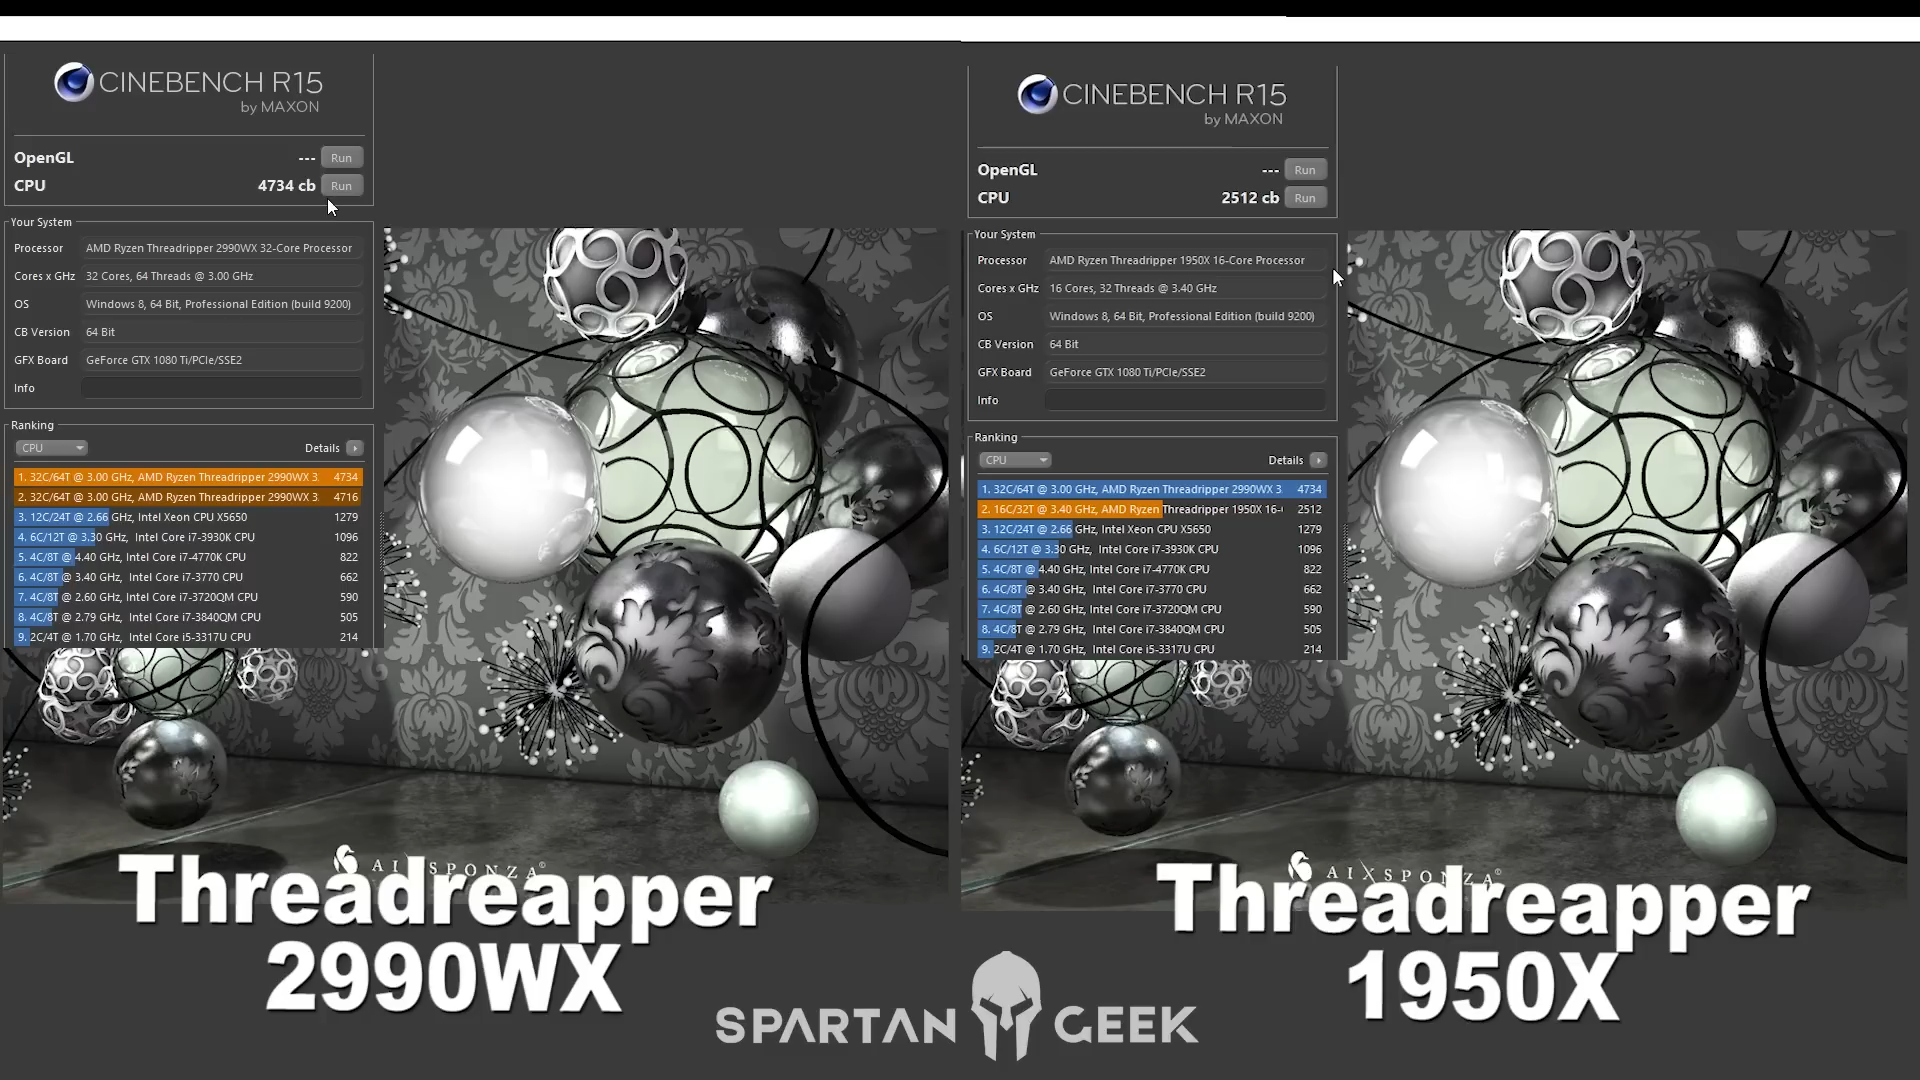 CINEBENCH R15
by MAXON
OpenGL --- Run
CPU 4734 cb Run
Your System
Processor AMD Ryzen Threadripper 2990WX 32-Core Processor
Cores x GHz 32 Cores, 64 Threads @ 3.00 GHz
OS Windows 8, 64 Bit, Professional Edition (build 9200)
CB Version 64 Bit
GFX Board GeForce GTX 1080 Ti/PCIe/SSE2
Info
Ranking
CPU Details
1. 32C/64T @ 3.00 GHz, AMD Ryzen Threadripper 2990WX 3. 4734
2. 32C/64T @ 3.00 GHz, AMD Ryzen Threadripper 2990WX 3. 4716
3. 12C/24T @ 2.66 GHz, Intel Xeon CPU X5650 1279
4. 6C/12T @ 3.30 GHz, Intel Core i7-3930K CPU 1096
5. 4C/8T @ 4.40 GHz, Intel Core i7-4770K CPU 822
6. 4C/8T @ 3.40 GHz, Intel Core i7-3770 CPU 662
7. 4C/8T @ 2.60 GHz, Intel Core i7-3720QM CPU 590
8. 4C/8T @ 2.79 GHz, Intel Core i7-3840QM CPU 505
9. 2C/4T @ 1.70 GHz, Intel Core i5-3317U CPU 214
AIXSPONZA®
Threadreapper
2990WX
CINEBENCH R15
by MAXON
OpenGL --- Run
CPU 2512 cb Run
Your System
Processor AMD Ryzen Threadripper 1950X 16-Core Processor
Cores x GHz 16 Cores, 32 Threads @ 3.40 GHz
OS Windows 8, 64 Bit, Professional Edition (build 9200)
CB Version 64 Bit
GFX Board GeForce GTX 1080 Ti/PCIe/SSE2
Info
Ranking
CPU Details
1. 32C/64T @ 3.00 GHz, AMD Ryzen Threadripper 2990WX 3. 4734
2. 16C/32T @ 3.40 GHz, AMD Ryzen Threadripper 1950X 16-( 2512
3. 12C/24T @ 2.66 GHz, Intel Xeon CPU X5650 1279
4. 6C/12T @ 3.30 GHz, Intel Core i7-3930K CPU 1096
5. 4C/8T @ 4.40 GHz, Intel Core i7-4770K CPU 822
6. 4C/8T @ 3.40 GHz, Intel Core i7-3770 CPU 662
7. 4C/8T @ 2.60 GHz, Intel Core i7-3720QM CPU 590
8. 4C/8T @ 2.79 GHz, Intel Core i7-3840QM CPU 505
9. 2C/4T @ 1.70 GHz, Intel Core i5-3317U CPU 214
AIXSPONZA®
Threadreapper
1950X
SPARTAN GEEK